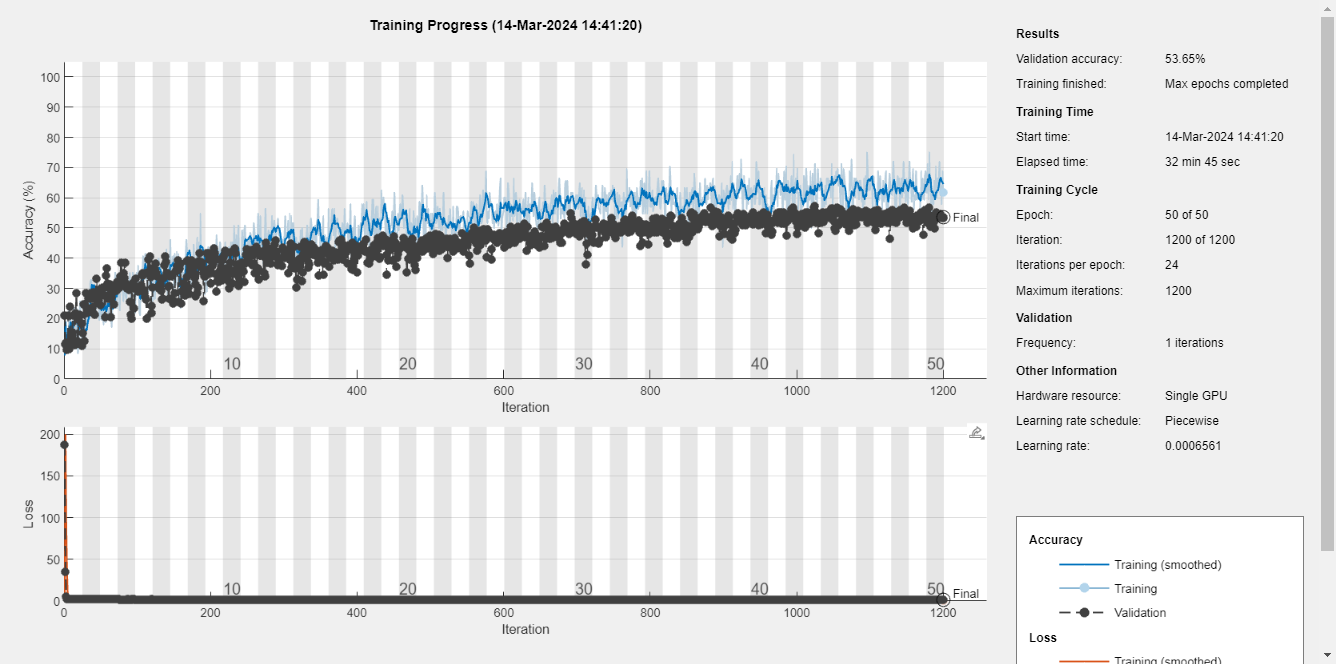 Training Progress (14-Mar-2024 14:41:20)
Accuracy (%)
100
90
80
70
60
50
40
30
20
10
0
10 20 30 40 50
Final
0 200 400 600 800 1000 1200
Iteration
Loss
200
150
100
50
0
10 20 30 40 50
Final
0 200 400 600 800 1000 1200
Iteration
Results
Validation accuracy: 53.65%
Training finished: Max epochs completed
Training Time
Start time: 14-Mar-2024 14:41:20
Elapsed time: 32 min 45 sec
Training Cycle
Epoch: 50 of 50
Iteration: 1200 of 1200
Iterations per epoch: 24
Maximum iterations: 1200
Validation
Frequency: 1 iterations
Other Information
Hardware resource: Single GPU
Learning rate schedule: Piecewise
Learning rate: 0.0006561
Accuracy
Training (smoothed)
Training
Validation
Loss
Training (smoothed)